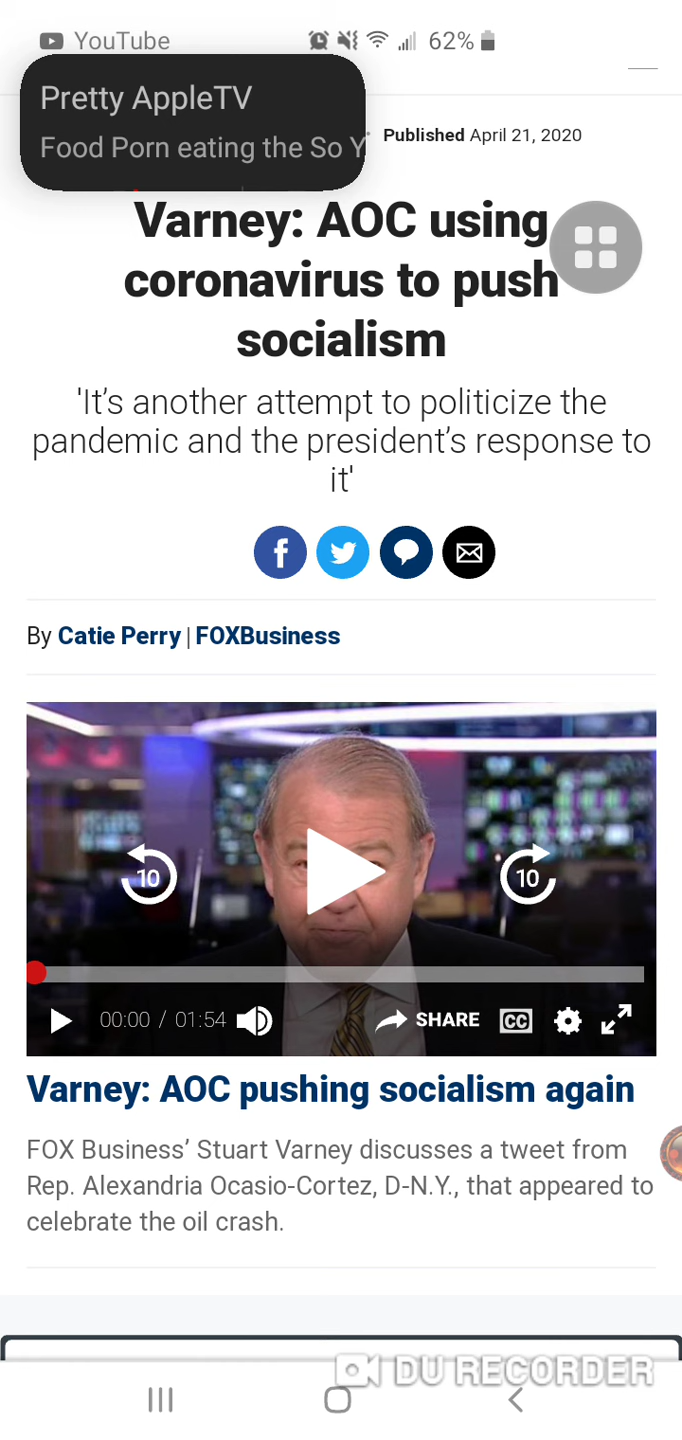 YouTube
62%
Pretty AppleTV
Food Porn eating the So Y
Published April 21, 2020
Varney: AOC using
coronavirus to push
socialism
'It’s another attempt to politicize the
pandemic and the president’s response to
it'
By Catie Perry | FOXBusiness
10
10
00:00 / 01:54
SHARE
CC
Varney: AOC pushing socialism again
FOX Business’ Stuart Varney discusses a tweet from
Rep. Alexandria Ocasio-Cortez, D-N.Y., that appeared to
celebrate the oil crash.
DU RECORDER